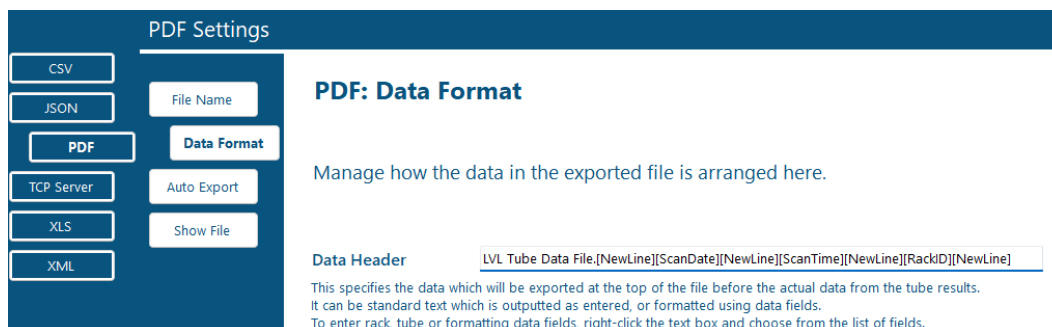 PDF Settings
CSV
JSON
PDF
TCP Server
XLS
XML
File Name
Data Format
Auto Export
Show File
PDF: Data Format
Manage how the data in the exported file is arranged here.
Data Header LVL Tube Data File.[NewLine][ScanDate][NewLine][ScanTime][NewLine][RackID][NewLine]
This specifies the data which will be exported at the top of the file before the actual data from the tube results.
It can be standard text which is outputted as entered, or formatted using data fields.
To enter rack, tube or formatting data fields, right-click the text box and choose from the list of fields.